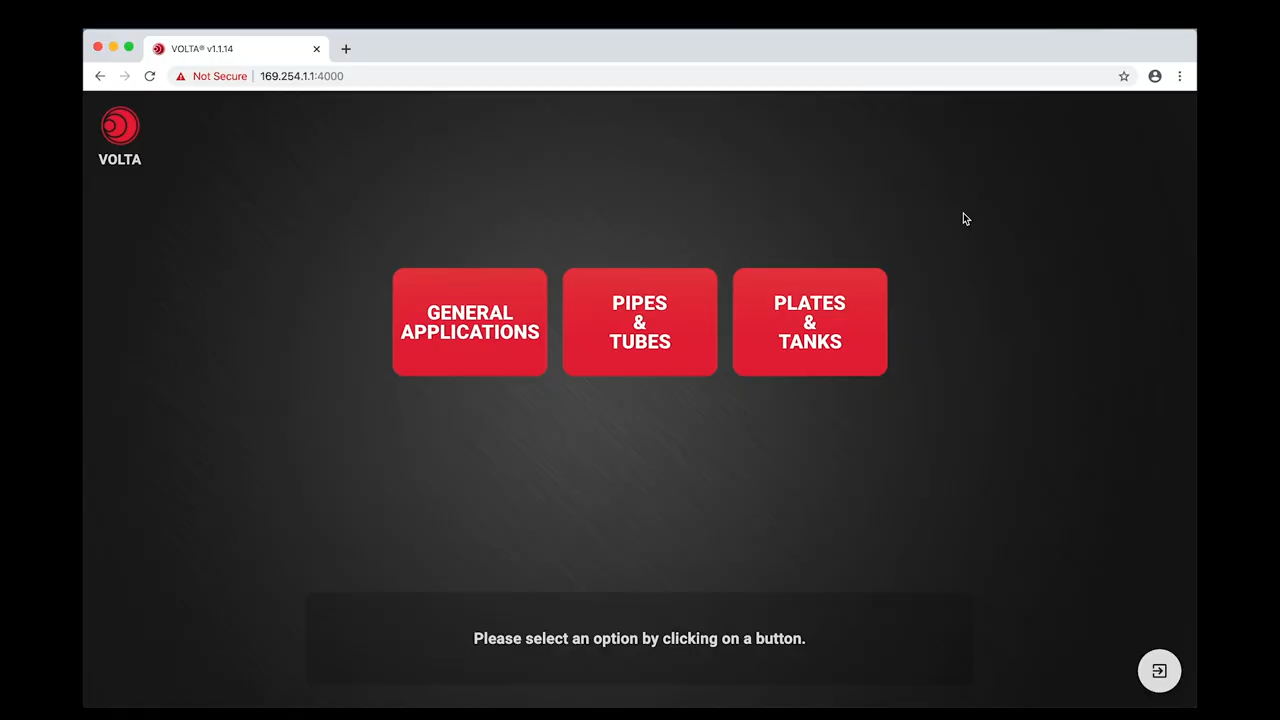 VOLTA® v1.1.14
Not Secure
169.254.1.1:4000
VOLTA
GENERAL
APPLICATIONS
PIPES
&
TUBES
PLATES
&
TANKS
Please select an option by clicking on a button.